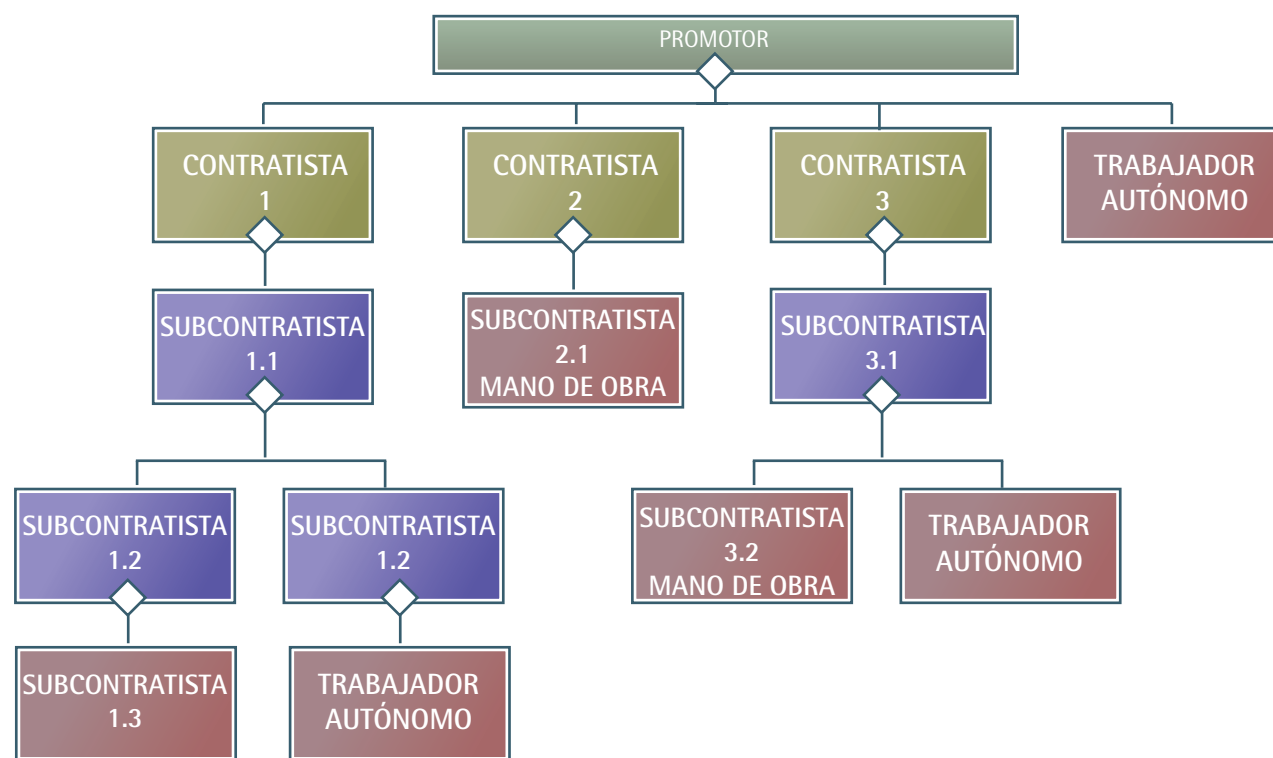 PROMOTOR
CONTRATISTA
1
CONTRATISTA
2
CONTRATISTA
3
TRABAJADOR
AUTÓNOMO
SUBCONTRATISTA
1.1
SUBCONTRATISTA
2.1
MANO DE OBRA
SUBCONTRATISTA
3.1
SUBCONTRATISTA
1.2
SUBCONTRATISTA
1.2
SUBCONTRATISTA
3.2
MANO DE OBRA
TRABAJADOR
AUTÓNOMO
SUBCONTRATISTA
1.3
TRABAJADOR
AUTÓNOMO